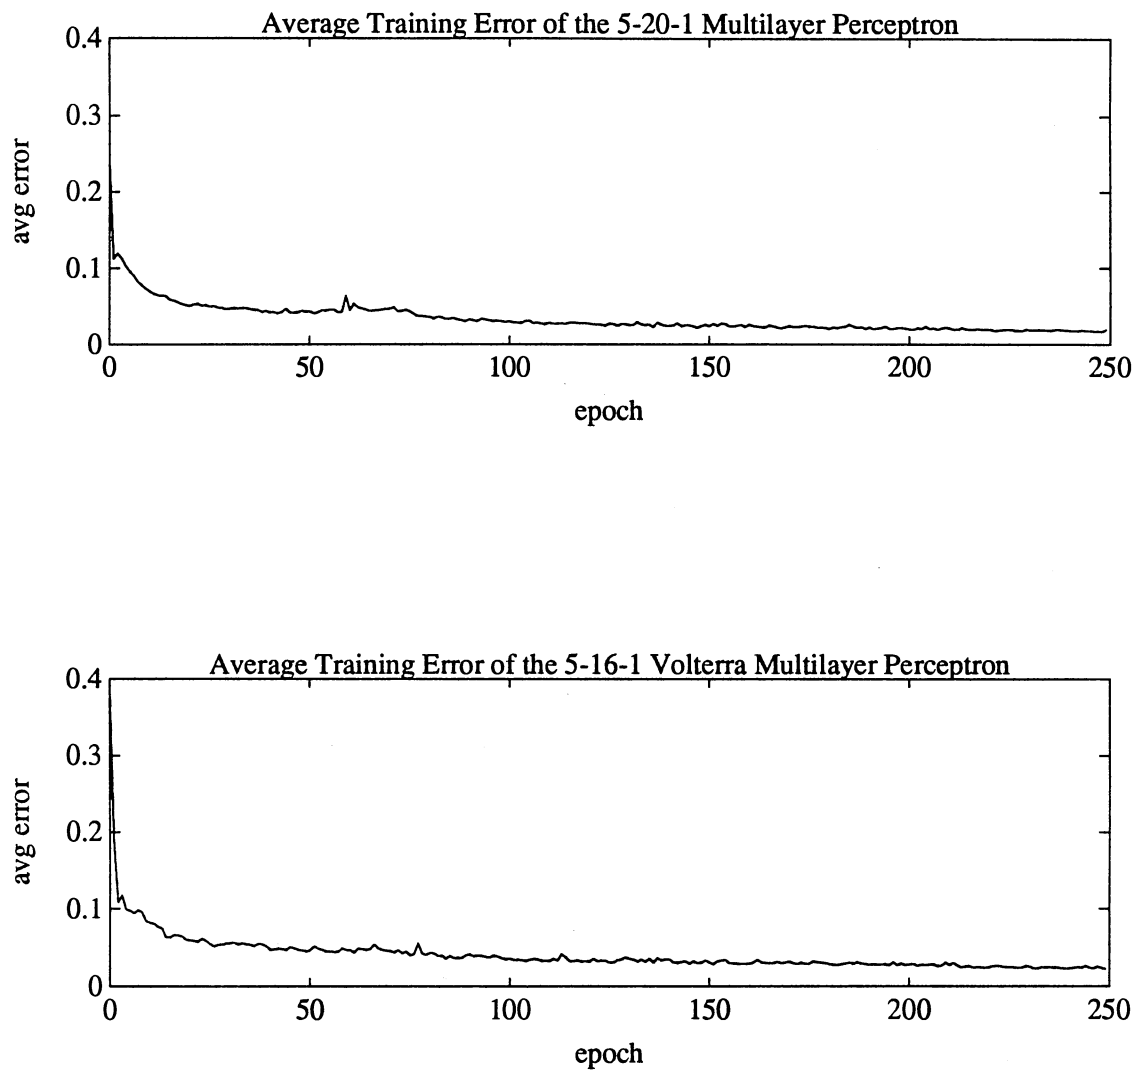 Average Training Error of the 5-20-1 Multilayer Perceptron
0.4
0.3
0.2
0.1
0
avg error
0 50 100 150 200 250
epoch
Average Training Error of the 5-16-1 Volterra Multilayer Perceptron
0.4
0.3
0.2
0.1
0
avg error
0 50 100 150 200 250
epoch